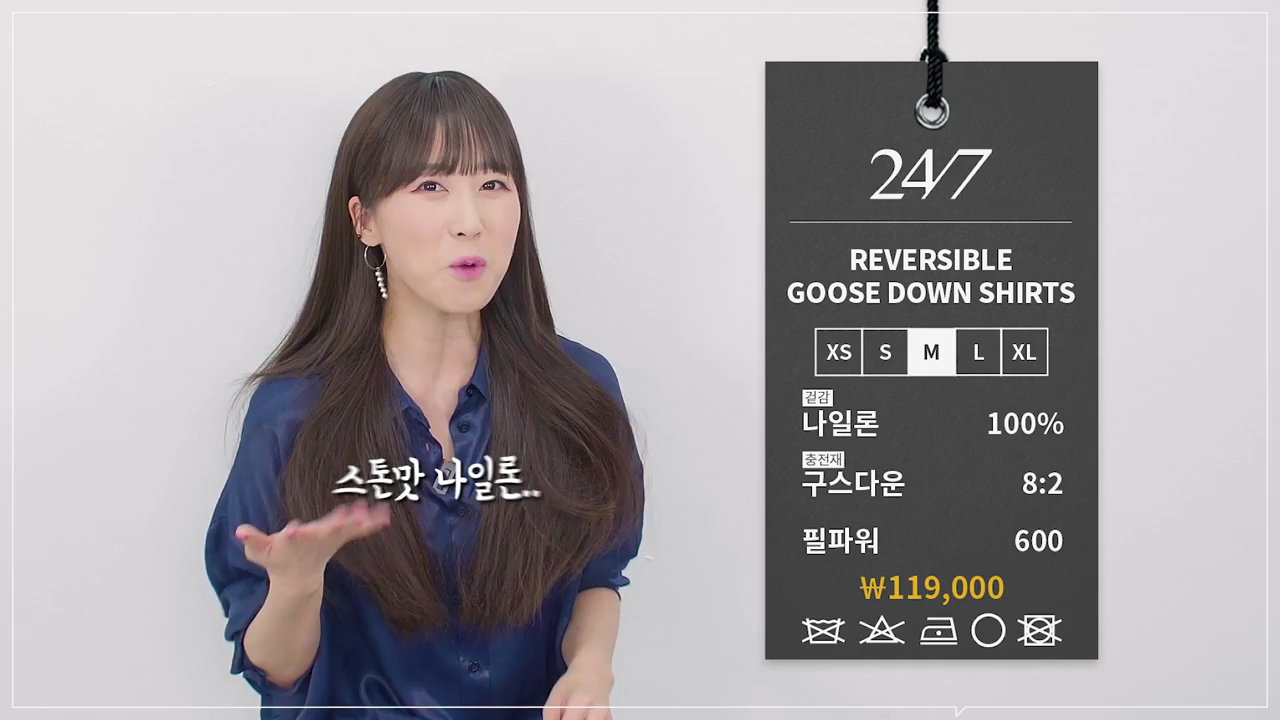 스톤맛 나일론..
24/7
REVERSIBLE
GOOSE DOWN SHIRTS
XS S M L XL
겉감
나일론 100%
충전재
구스다운 8:2
필파워 600
₩119,000